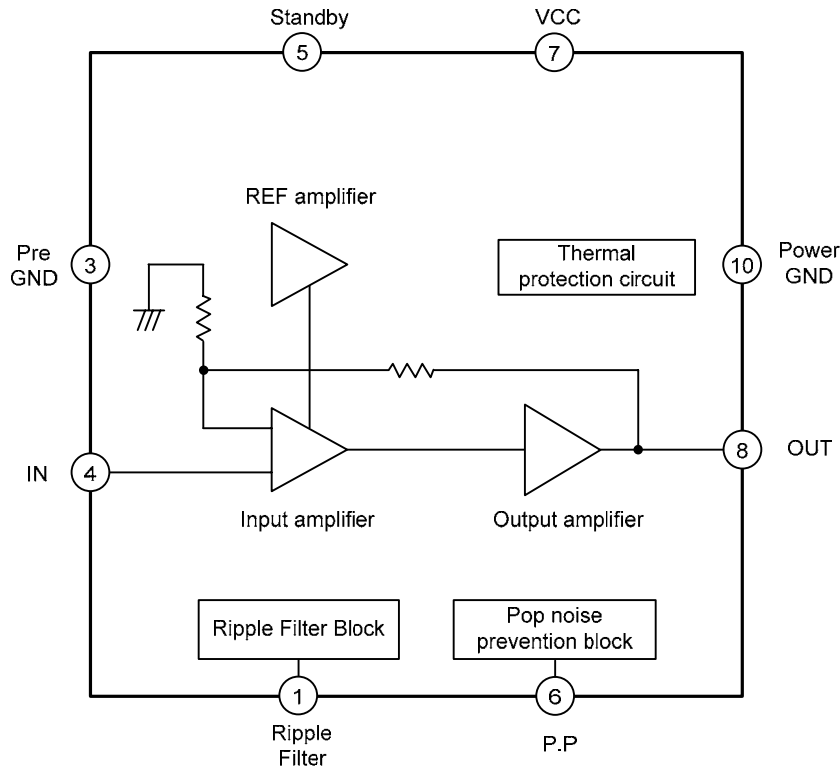 Standby
VCC
5
7
REF amplifier
Pre
GND
3
Thermal
protection circuit
10
Power
GND
IN
4
8
OUT
Input amplifier
Output amplifier
Ripple Filter Block
Pop noise
prevention block
1
6
Ripple
Filter
P.P